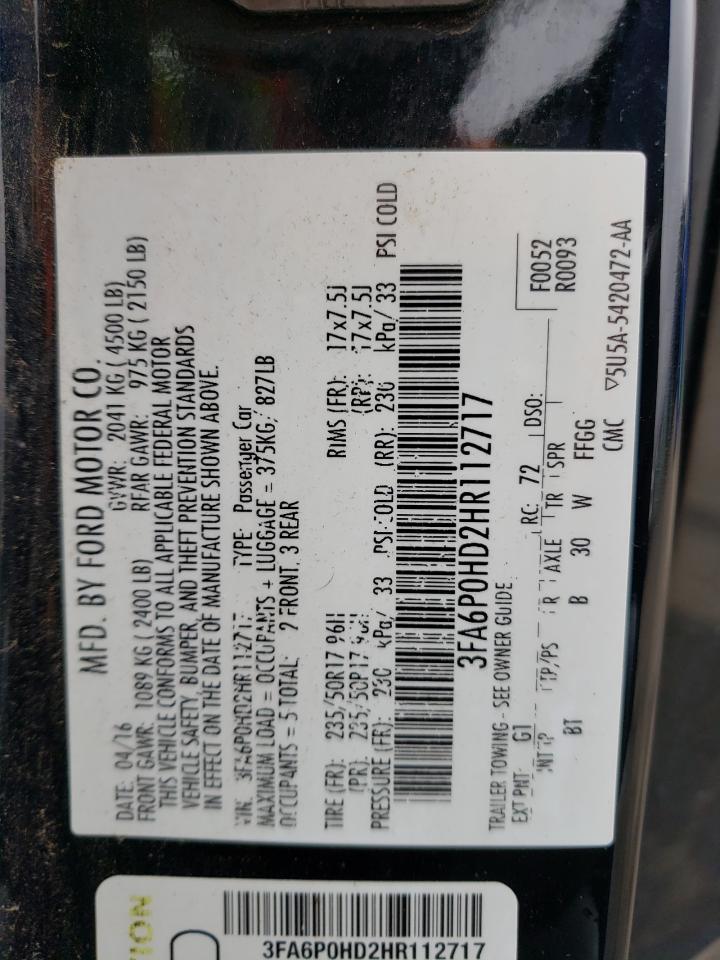 MFD. BY FORD MOTOR CO.
DATE: 04/16 GVWR: 2041 KG ( 4500 LB)
FRONT GAWR: 1089 KG ( 2400 LB) REAR GAWR: 975 KG ( 2150 LB)
THIS VEHICLE CONFORMS TO ALL APPLICABLE FEDERAL MOTOR
VEHICLE SAFETY, BUMPER, AND THEFT PREVENTION STANDARDS
IN EFFECT ON THE DATE OF MANUFACTURE SHOWN ABOVE.
VIN: 3FA6P0HD2HR112717 TYPE: Passenger Car
MAXIMUM LOAD = OCCUPANTS + LUGGAGE = 375KG/ 827LB
OCCUPANTS = 5 TOTAL: 2 FRONT, 3 REAR
TIRE (FR): 235/50R17 96H RIMS (FR): 17x7.5J
(RR): 235/50R17 96H (RR): 17x7.5J
PRESSURE (FR): 230 kPa/ 33 PSI COLD (RR): 230 kPa/ 33 PSI COLD
3FA6P0HD2HR112717
TRAILER TOWING - SEE OWNER GUIDE
EXT PNT: G1 RC: 72 DSO:
INT TR TP/PS R AXLE TR SPR F0052
BT B 30 W FFGG R0093
CMC ▽5U5A-5420472-AA
TION
3FA6P0HD2HR112717